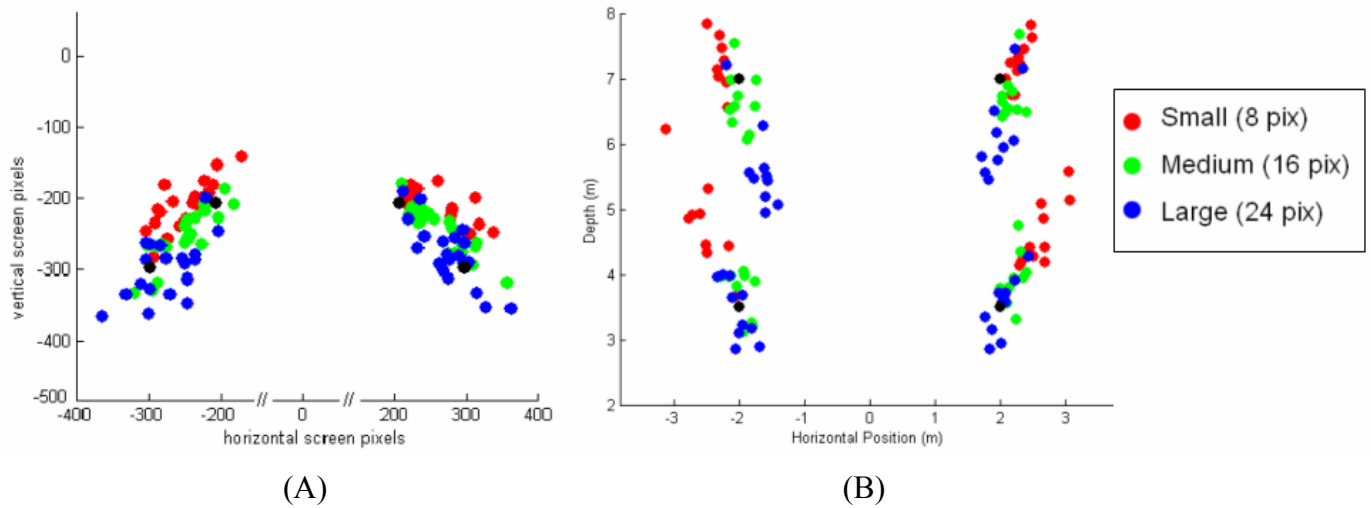 0
-100
-200
-300
-400
-500
-400
-300
-200
0
200
300
400
vertical screen pixels
//
//
horizontal screen pixels
(A)
B)
8
7
6
5
4
3
2
-3
-2
-1
0
1
2
3
Depth (m)
Horizontal Position (m)
(B)
Small (8 pix)
Medium (16 pix)
Large (24 pix)